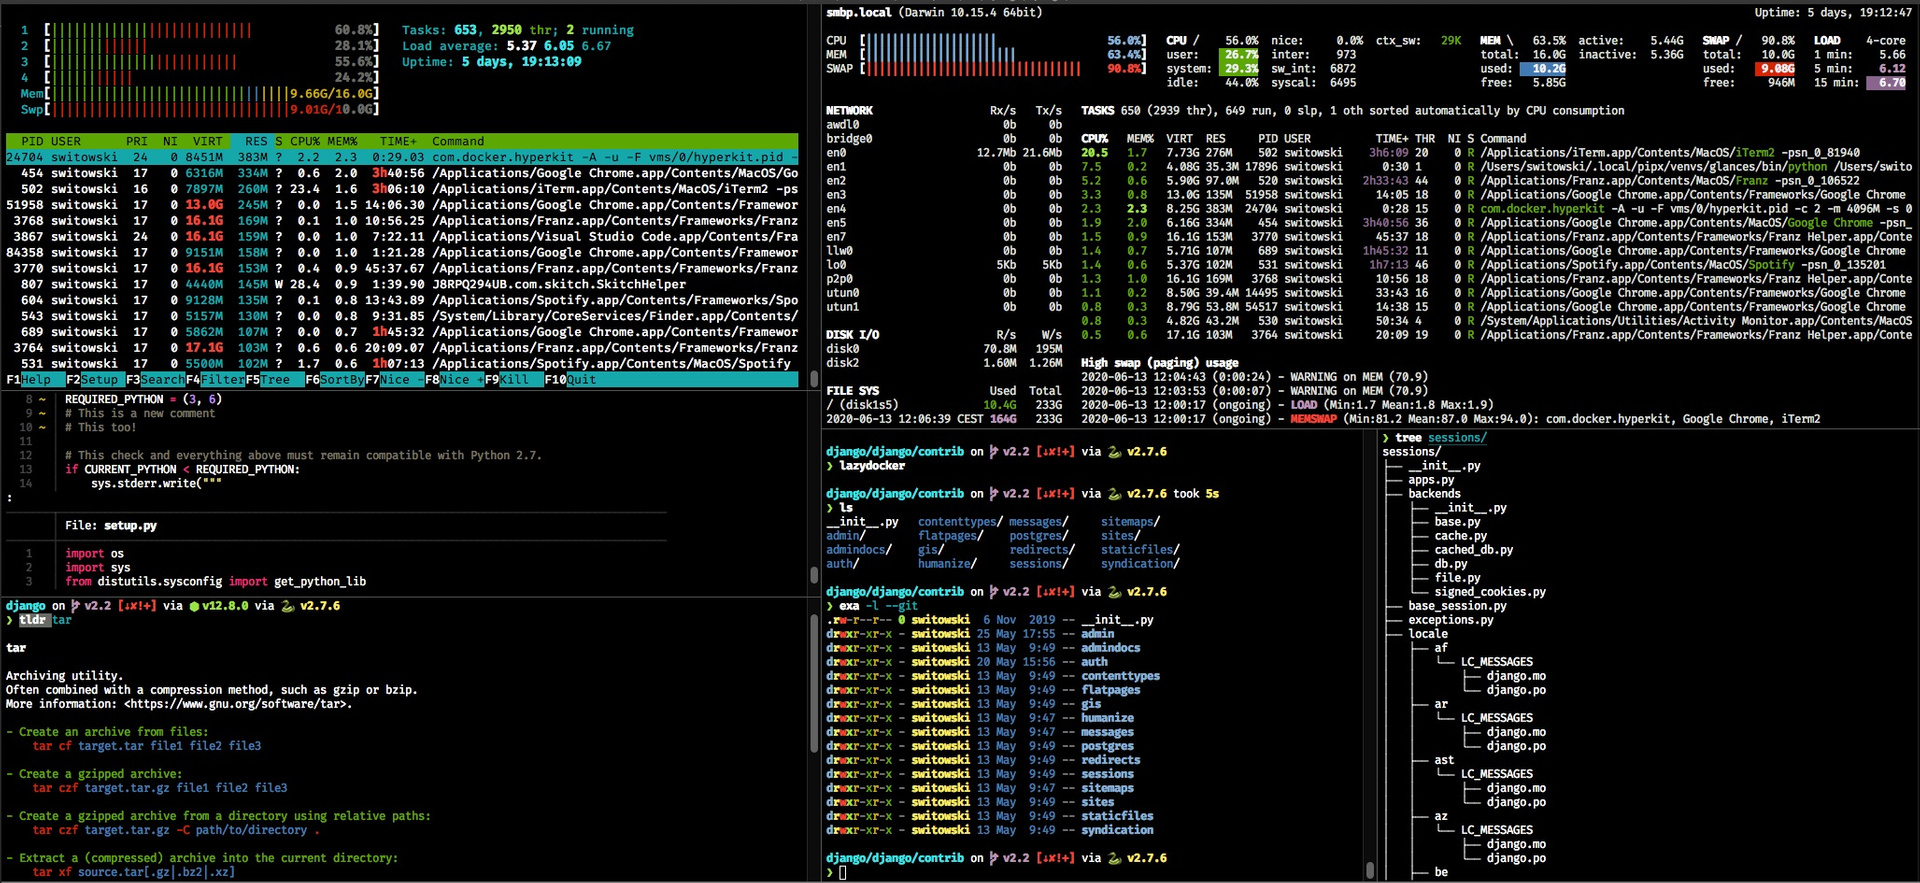 1 [ 60.8%] Tasks: 653, 2950 thr; 2 running
2 [ 28.1%] Load average: 5.37 6.05 6.67
3 [ 55.6%] Uptime: 5 days, 19:13:09
4 [ 24.2%]
Mem[ 9.66G/16.0G]
Swp[ 9.01G/10.0G]
PID USER PRI NI VIRT RES S CPU% MEM% TIME+ Command
24704 switowski 24 0 8451M 383M ? 2.2 2.3 0:29.03 com.docker.hyperkit -A -u -F vms/0/hyperkit.pid -
454 switowski 17 0 6316M 334M ? 0.6 2.0 3h40:56 /Applications/Google Chrome.app/Contents/MacOS/Go
502 switowski 16 0 7897M 260M ? 23.4 1.6 3h06:10 /Applications/iTerm.app/Contents/MacOS/iTerm2 -ps
51958 switowski 17 0 13.0G 245M ? 0.0 1.5 14:06.30 /Applications/Google Chrome.app/Contents/Framewor
3768 switowski 17 0 16.1G 169M ? 0.1 1.0 10:56.25 /Applications/Franz.app/Contents/Frameworks/Franz
3867 switowski 24 0 16.1G 159M ? 0.0 1.0 7:22.11 /Applications/Visual Studio Code.app/Contents/Fra
84358 switowski 17 0 9151M 158M ? 0.0 1.0 1:21.28 /Applications/Google Chrome.app/Contents/Framewor
3770 switowski 17 0 16.1G 153M ? 0.4 0.9 45:37.67 /Applications/Franz.app/Contents/Frameworks/Franz
807 switowski 17 0 4440M 145M W 28.4 0.9 1:39.90 J8RPQ294UB.com.skitch.SkitchHelper
604 switowski 17 0 9128M 135M ? 0.1 0.8 13:43.89 /Applications/Spotify.app/Contents/Frameworks/Spo
543 switowski 17 0 5157M 130M ? 0.0 0.8 9:31.85 /System/Library/CoreServices/Finder.app/Contents/
689 switowski 17 0 5862M 107M ? 0.0 0.7 1h45:32 /Applications/Google Chrome.app/Contents/Framewor
3764 switowski 17 0 17.1G 103M ? 0.6 0.6 20:09.07 /Applications/Franz.app/Contents/Frameworks/Franz
531 switowski 17 0 5500M 102M ? 1.7 0.6 1h07:13 /Applications/Spotify.app/Contents/MacOS/Spotify
F1Help F2Setup F3SearchF4FilterF5Tree F6SortByF7Nice -F8Nice +F9Kill F10Quit
8 ~ REQUIRED_PYTHON = (3, 6)
9 ~ # This is a new comment
10 ~ # This too!
11
12 # This check and everything above must remain compatible with Python 2.7.
13 if CURRENT_PYTHON < REQUIRED_PYTHON:
14 sys.stderr.write("""
:
File: setup.py
1 import os
2 import sys
3 from distutils.sysconfig import get_python_lib
django on v2.2 [↓✘!+] via ⬢ v12.8.0 via 🐍 v2.7.6
❯ tldr tar
tar
Archiving utility.
Often combined with a compression method, such as gzip or bzip.
More information: <https://www.gnu.org/software/tar>.
- Create an archive from files:
tar cf target.tar file1 file2 file3
- Create a gzipped archive:
tar czf target.tar.gz file1 file2 file3
- Create a gzipped archive from a directory using relative paths:
tar czf target.tar.gz -C path/to/directory .
- Extract a (compressed) archive into the current directory:
tar xf source.tar[.gz|.bz2|.xz]
smbp.local (Darwin 10.15.4 64bit) Uptime: 5 days, 19:12:47
CPU [ 56.0%] CPU / 56.0% nice: 0.0% ctx_sw: 29K MEM \ 63.5% active: 5.44G SWAP / 90.8% LOAD 4-core
MEM [ 63.4%] user: 26.7% inter: 973 total: 16.0G inactive: 5.36G total: 10.0G 1 min: 5.66
SWAP [ 90.8%] system: 29.3% sw_int: 6872 used: 10.2G used: 9.08G 5 min: 6.12
idle: 44.0% syscal: 6495 free: 5.85G free: 946M 15 min: 6.70
NETWORK Rx/s Tx/s
awdl0 0b 0b
bridge0 0b 0b
en0 12.7Mb 21.6Mb
en1 0b 0b
en2 0b 0b
en3 0b 0b
en4 0b 0b
en5 0b 0b
en7 0b 0b
llw0 0b 0b
lo0 5Kb 5Kb
p2p0 0b 0b
utun0 0b 0b
utun1 0b 0b
DISK I/O R/s W/s
disk0 70.8M 195M
disk2 1.60M 1.26M
FILE SYS Used Total
/ (disk1s5) 10.4G 233G
2020-06-13 12:06:39 CEST 164G 233G
TASKS 650 (2939 thr), 649 run, 0 slp, 1 oth sorted automatically by CPU consumption
CPU% MEM% VIRT RES PID USER TIME+ THR NI S Command
20.5 1.7 7.73G 276M 502 switowski 3h6:09 20 0 R /Applications/iTerm.app/Contents/MacOS/iTerm2 -psn_0_81940
7.5 0.2 4.08G 35.3M 17896 switowski 0:30 1 0 R /Users/switowski/.local/pipx/venvs/glances/bin/python /Users/swito
5.2 0.6 5.90G 97.0M 520 switowski 2h33:43 44 0 R /Applications/Franz.app/Contents/MacOS/Franz -psn_0_106522
3.3 0.8 13.0G 135M 51958 switowski 14:05 18 0 R /Applications/Google Chrome.app/Contents/Frameworks/Google Chrome
2.3 2.3 8.25G 383M 24704 switowski 0:28 15 0 R com.docker.hyperkit -A -u -F vms/0/hyperkit.pid -c 2 -m 4096M -s 0
1.9 2.0 6.16G 334M 454 switowski 3h40:56 36 0 R /Applications/Google Chrome.app/Contents/MacOS/Google Chrome -psn_
1.5 0.9 16.1G 153M 3770 switowski 45:37 18 0 R /Applications/Franz.app/Contents/Frameworks/Franz Helper.app/Conte
1.4 0.7 5.71G 107M 689 switowski 1h45:32 11 0 R /Applications/Google Chrome.app/Contents/Frameworks/Google Chrome
1.4 0.6 5.37G 102M 531 switowski 1h7:13 46 0 R /Applications/Spotify.app/Contents/MacOS/Spotify -psn_0_135201
1.3 1.0 16.1G 169M 3768 switowski 10:56 18 0 R /Applications/Franz.app/Contents/Frameworks/Franz Helper.app/Conte
1.1 0.2 8.50G 39.4M 14495 switowski 33:43 16 0 R /Applications/Google Chrome.app/Contents/Frameworks/Google Chrome
0.8 0.3 8.79G 53.8M 54517 switowski 9:31 15 0 R /Applications/Google Chrome.app/Contents/Frameworks/Google Chrome
0.8 0.3 4.82G 43.2M 530 switowski 50:34 4 0 R /System/Applications/Utilities/Activity Monitor.app/Contents/MacOS
0.5 0.6 17.1G 103M 3764 switowski 20:09 19 0 R /Applications/Franz.app/Contents/Frameworks/Franz Helper.app/Conte
High swap (paging) usage
2020-06-13 12:04:43 (0:00:24) - WARNING on MEM (70.9)
2020-06-13 12:03:53 (0:00:07) - WARNING on MEM (70.9)
2020-06-13 12:00:17 (ongoing) - LOAD (Min:1.7 Mean:1.8 Max:1.9)
2020-06-13 12:00:17 (ongoing) - MEMSWAP (Min:81.2 Mean:87.0 Max:94.0): com.docker.hyperkit, Google Chrome, iTerm2
django/django/contrib on v2.2 [↓✘!+] via 🐍 v2.7.6
❯ lazydocker
django/django/contrib on v2.2 [↓✘!+] via 🐍 v2.7.6 took 5s
❯ ls
__init__.py contenttypes/ messages/ sitemaps/
admin/ flatpages/ postgres/ sites/
admindocs/ gis/ redirects/ staticfiles/
auth/ humanize/ sessions/ syndication/
django/django/contrib on v2.2 [↓✘!+] via 🐍 v2.7.6
❯ exa -l --git
.rw-r--r-- 0 switowski 6 Nov 2019 -- __init__.py
drwxr-xr-x - switowski 25 May 17:55 -- admin
drwxr-xr-x - switowski 13 May 9:49 -- admindocs
drwxr-xr-x - switowski 20 May 15:56 -- auth
drwxr-xr-x - switowski 13 May 9:49 -- contenttypes
drwxr-xr-x - switowski 13 May 9:49 -- flatpages
drwxr-xr-x - switowski 13 May 9:49 -- gis
drwxr-xr-x - switowski 13 May 9:47 -- humanize
drwxr-xr-x - switowski 13 May 9:47 -- messages
drwxr-xr-x - switowski 13 May 9:49 -- postgres
drwxr-xr-x - switowski 13 May 9:49 -- redirects
drwxr-xr-x - switowski 13 May 9:49 -- sessions
drwxr-xr-x - switowski 13 May 9:47 -- sitemaps
drwxr-xr-x - switowski 13 May 9:49 -- sites
drwxr-xr-x - switowski 13 May 9:49 -- staticfiles
drwxr-xr-x - switowski 13 May 9:49 -- syndication
django/django/contrib on v2.2 [↓✘!+] via 🐍 v2.7.6
❯
❯ tree sessions/
sessions/
├── __init__.py
├── apps.py
├── backends
│ ├── __init__.py
│ ├── base.py
│ ├── cache.py
│ ├── cached_db.py
│ ├── db.py
│ ├── file.py
│ └── signed_cookies.py
├── base_session.py
├── exceptions.py
├── locale
│ ├── af
│ │ └── LC_MESSAGES
│ │ ├── django.mo
│ │ └── django.po
│ ├── ar
│ │ └── LC_MESSAGES
│ │ ├── django.mo
│ │ └── django.po
│ ├── ast
│ │ └── LC_MESSAGES
│ │ ├── django.mo
│ │ └── django.po
│ ├── az
│ │ └── LC_MESSAGES
│ │ ├── django.mo
│ │ └── django.po
│ ├── be